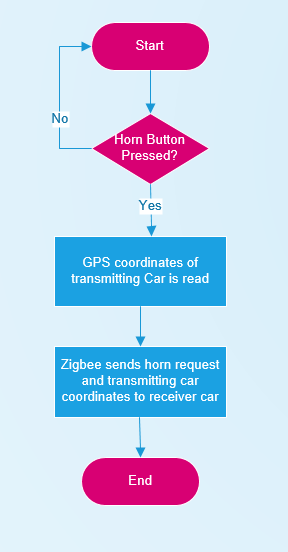 Start
No
Horn Button
Pressed?
Yes
GPS coordinates of
transmitting Car is read
Zigbee sends horn request
and transmitting car
coordinates to receiver car
End